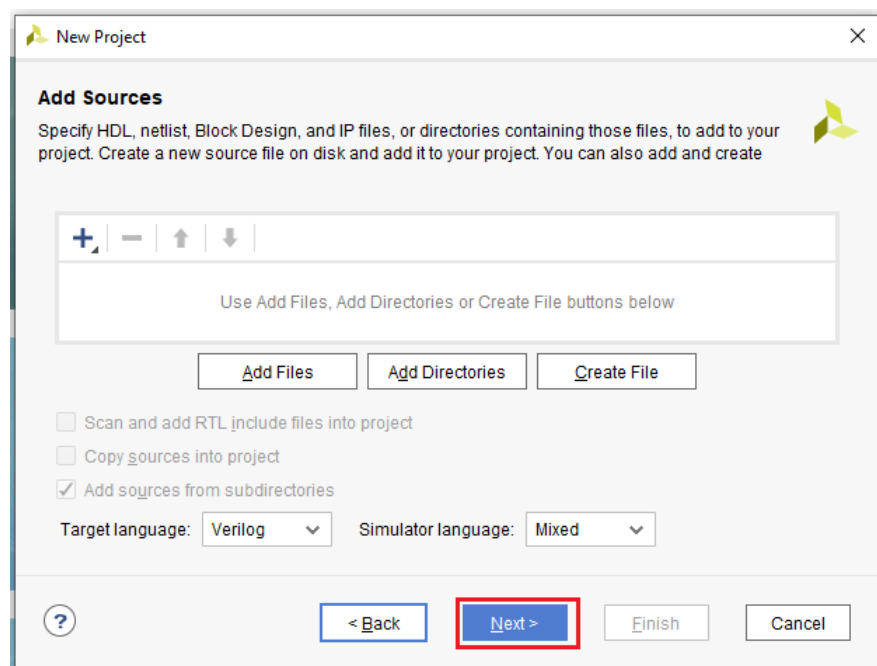 New Project
Add Sources
Specify HDL, netlist, Block Design, and IP files, or directories containing those files, to add to your
project. Create a new source file on disk and add it to your project. You can also add and create
Use Add Files, Add Directories or Create File buttons below
Add Files Add Directories Create File
Scan and add RTL include files into project
Copy sources into project
Add sources from subdirectories
Target language: Verilog Simulator language: Mixed
? < Back Next > Finish Cancel